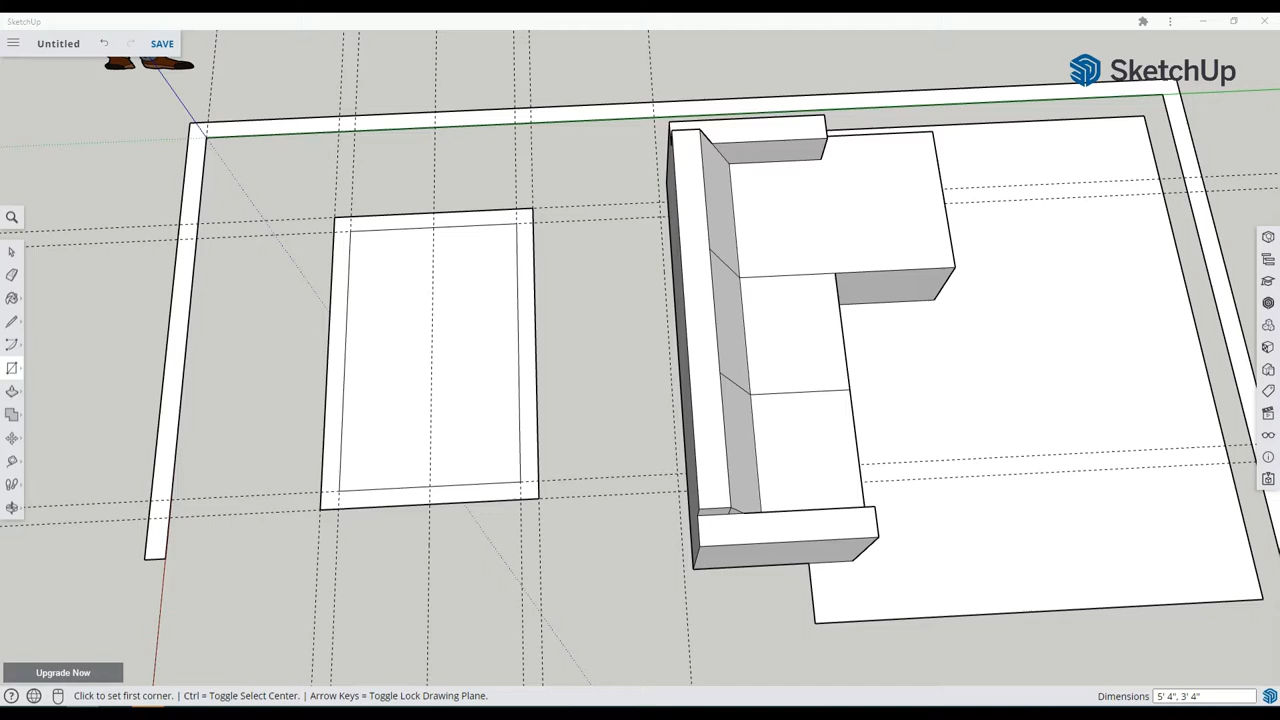 SketchUp
Untitled
SAVE
SketchUp
Upgrade Now
Click to set first corner. | Ctrl = Toggle Select Center. | Arrow Keys = Toggle Lock Drawing Plane.
Dimensions
5' 4", 3' 4"